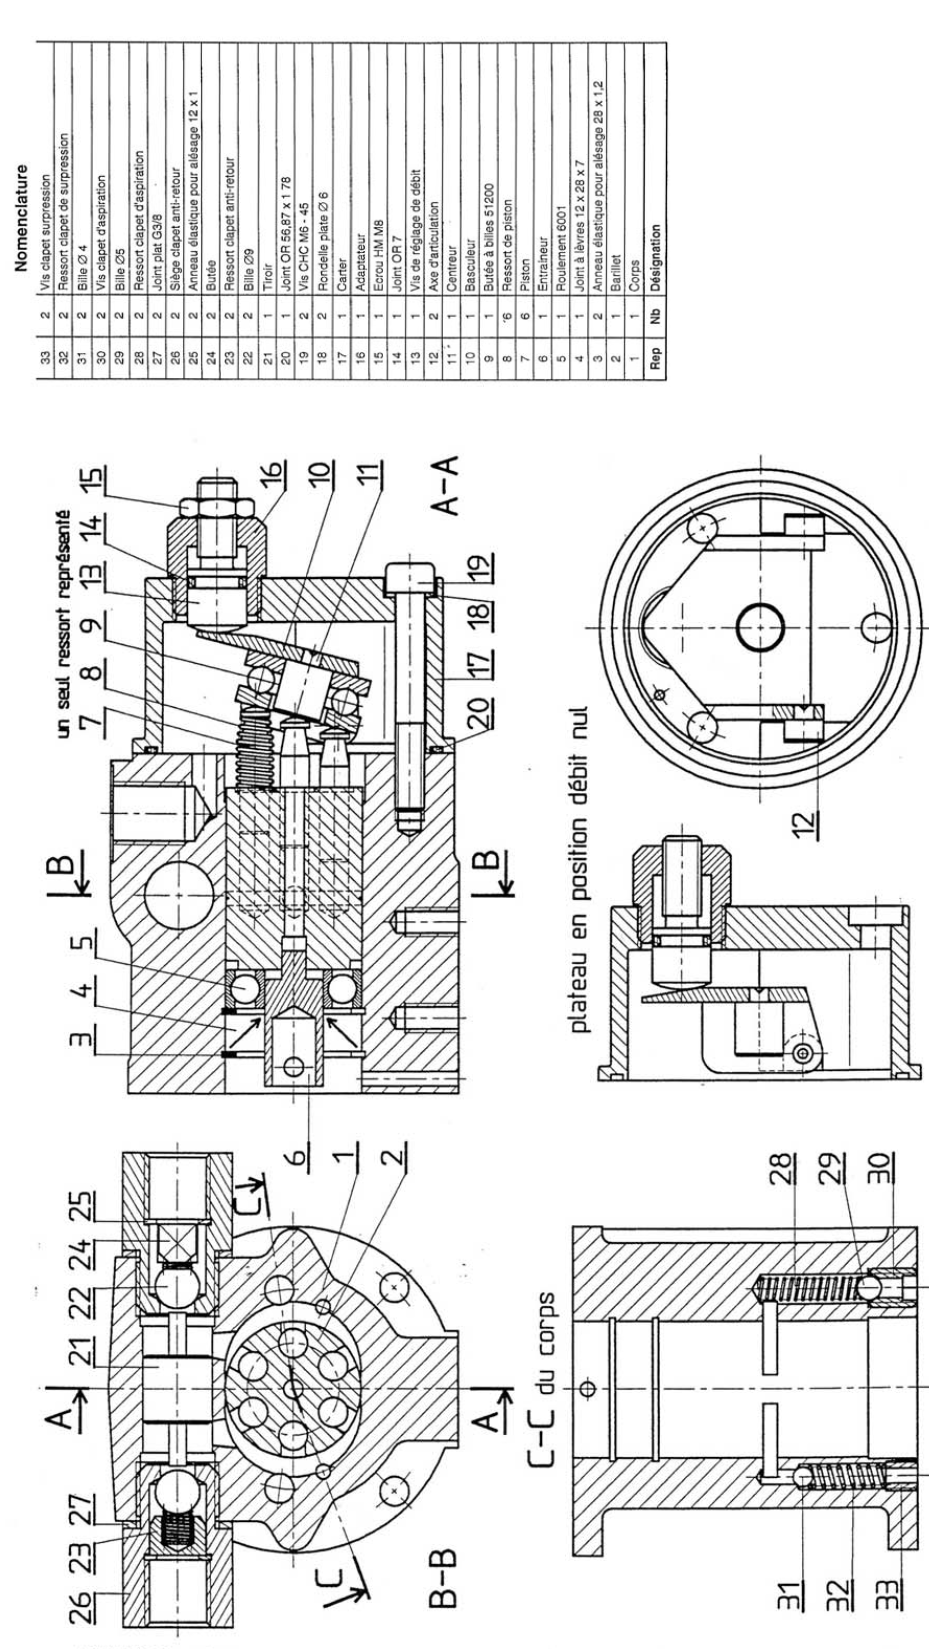 Nomenclature
33 2 Vis clapet surpression
32 2 Ressort clapet de surpression
31 2 Bille Ø 4
30 2 Vis clapet d'aspiration
29 2 Bille Ø5
28 2 Ressort clapet d'aspiration
27 2 Joint plat G3/8
26 2 Siège clapet anti-retour
25 2 Anneau élastique pour alésage 12 x 1
24 2 Butée
23 2 Ressort clapet anti-retour
22 2 Bille Ø9
21 1 Tiroir
20 1 Joint OR 56,87 x 1 78
19 2 Vis CHC M6 - 45
18 2 Rondelle plate Ø 6
17 1 Carter
16 1 Adaptateur
15 1 Ecrou HM M8
14 1 Joint OR 7
13 1 Vis de réglage de débit
12 2 Axe d'articulation
11 1 Centreur
10 1 Basculeur
9 1 Butée à billes 51200
8 6 Ressort de piston
7 6 Piston
6 1 Entraîneur
5 1 Roulement 6001
4 1 Joint à lèvres 12 x 28 x 7
3 2 Anneau élastique pour alésage 28 x 1,2
2 1 Barillet
1 1 Corps
Rep Nb Désignation
26 23 27 21 22 24 25
A
A
C
C
6
1
2
B-B
3 4 5
B
B
un seul ressort représenté
7 8 9 13 14 15
16
10
11
A-A
20 17 18 19
C-C du corps
31
32
33
28
29
30
plateau en position débit nul
12